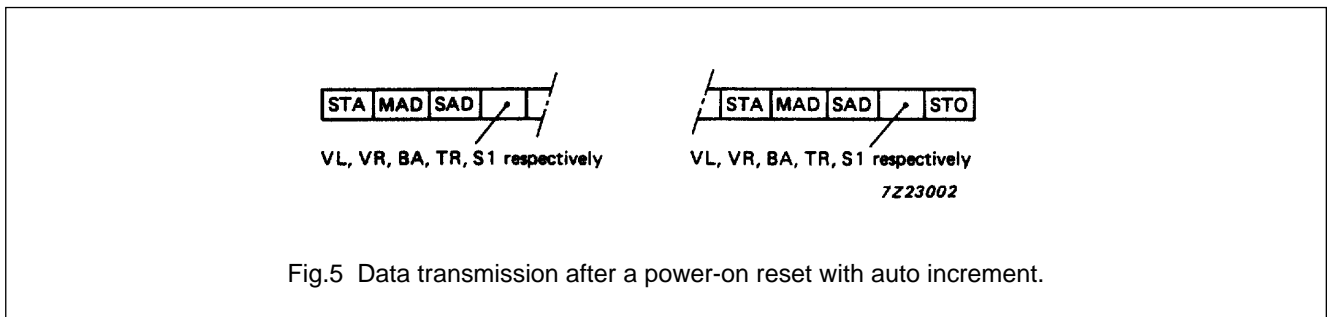 STA MAD SAD
VL, VR, BA, TR, S1 respectively
STA MAD SAD STO
VL, VR, BA, TR, S1 respectively
7Z23002
Fig.5 Data transmission after a power-on reset with auto increment.